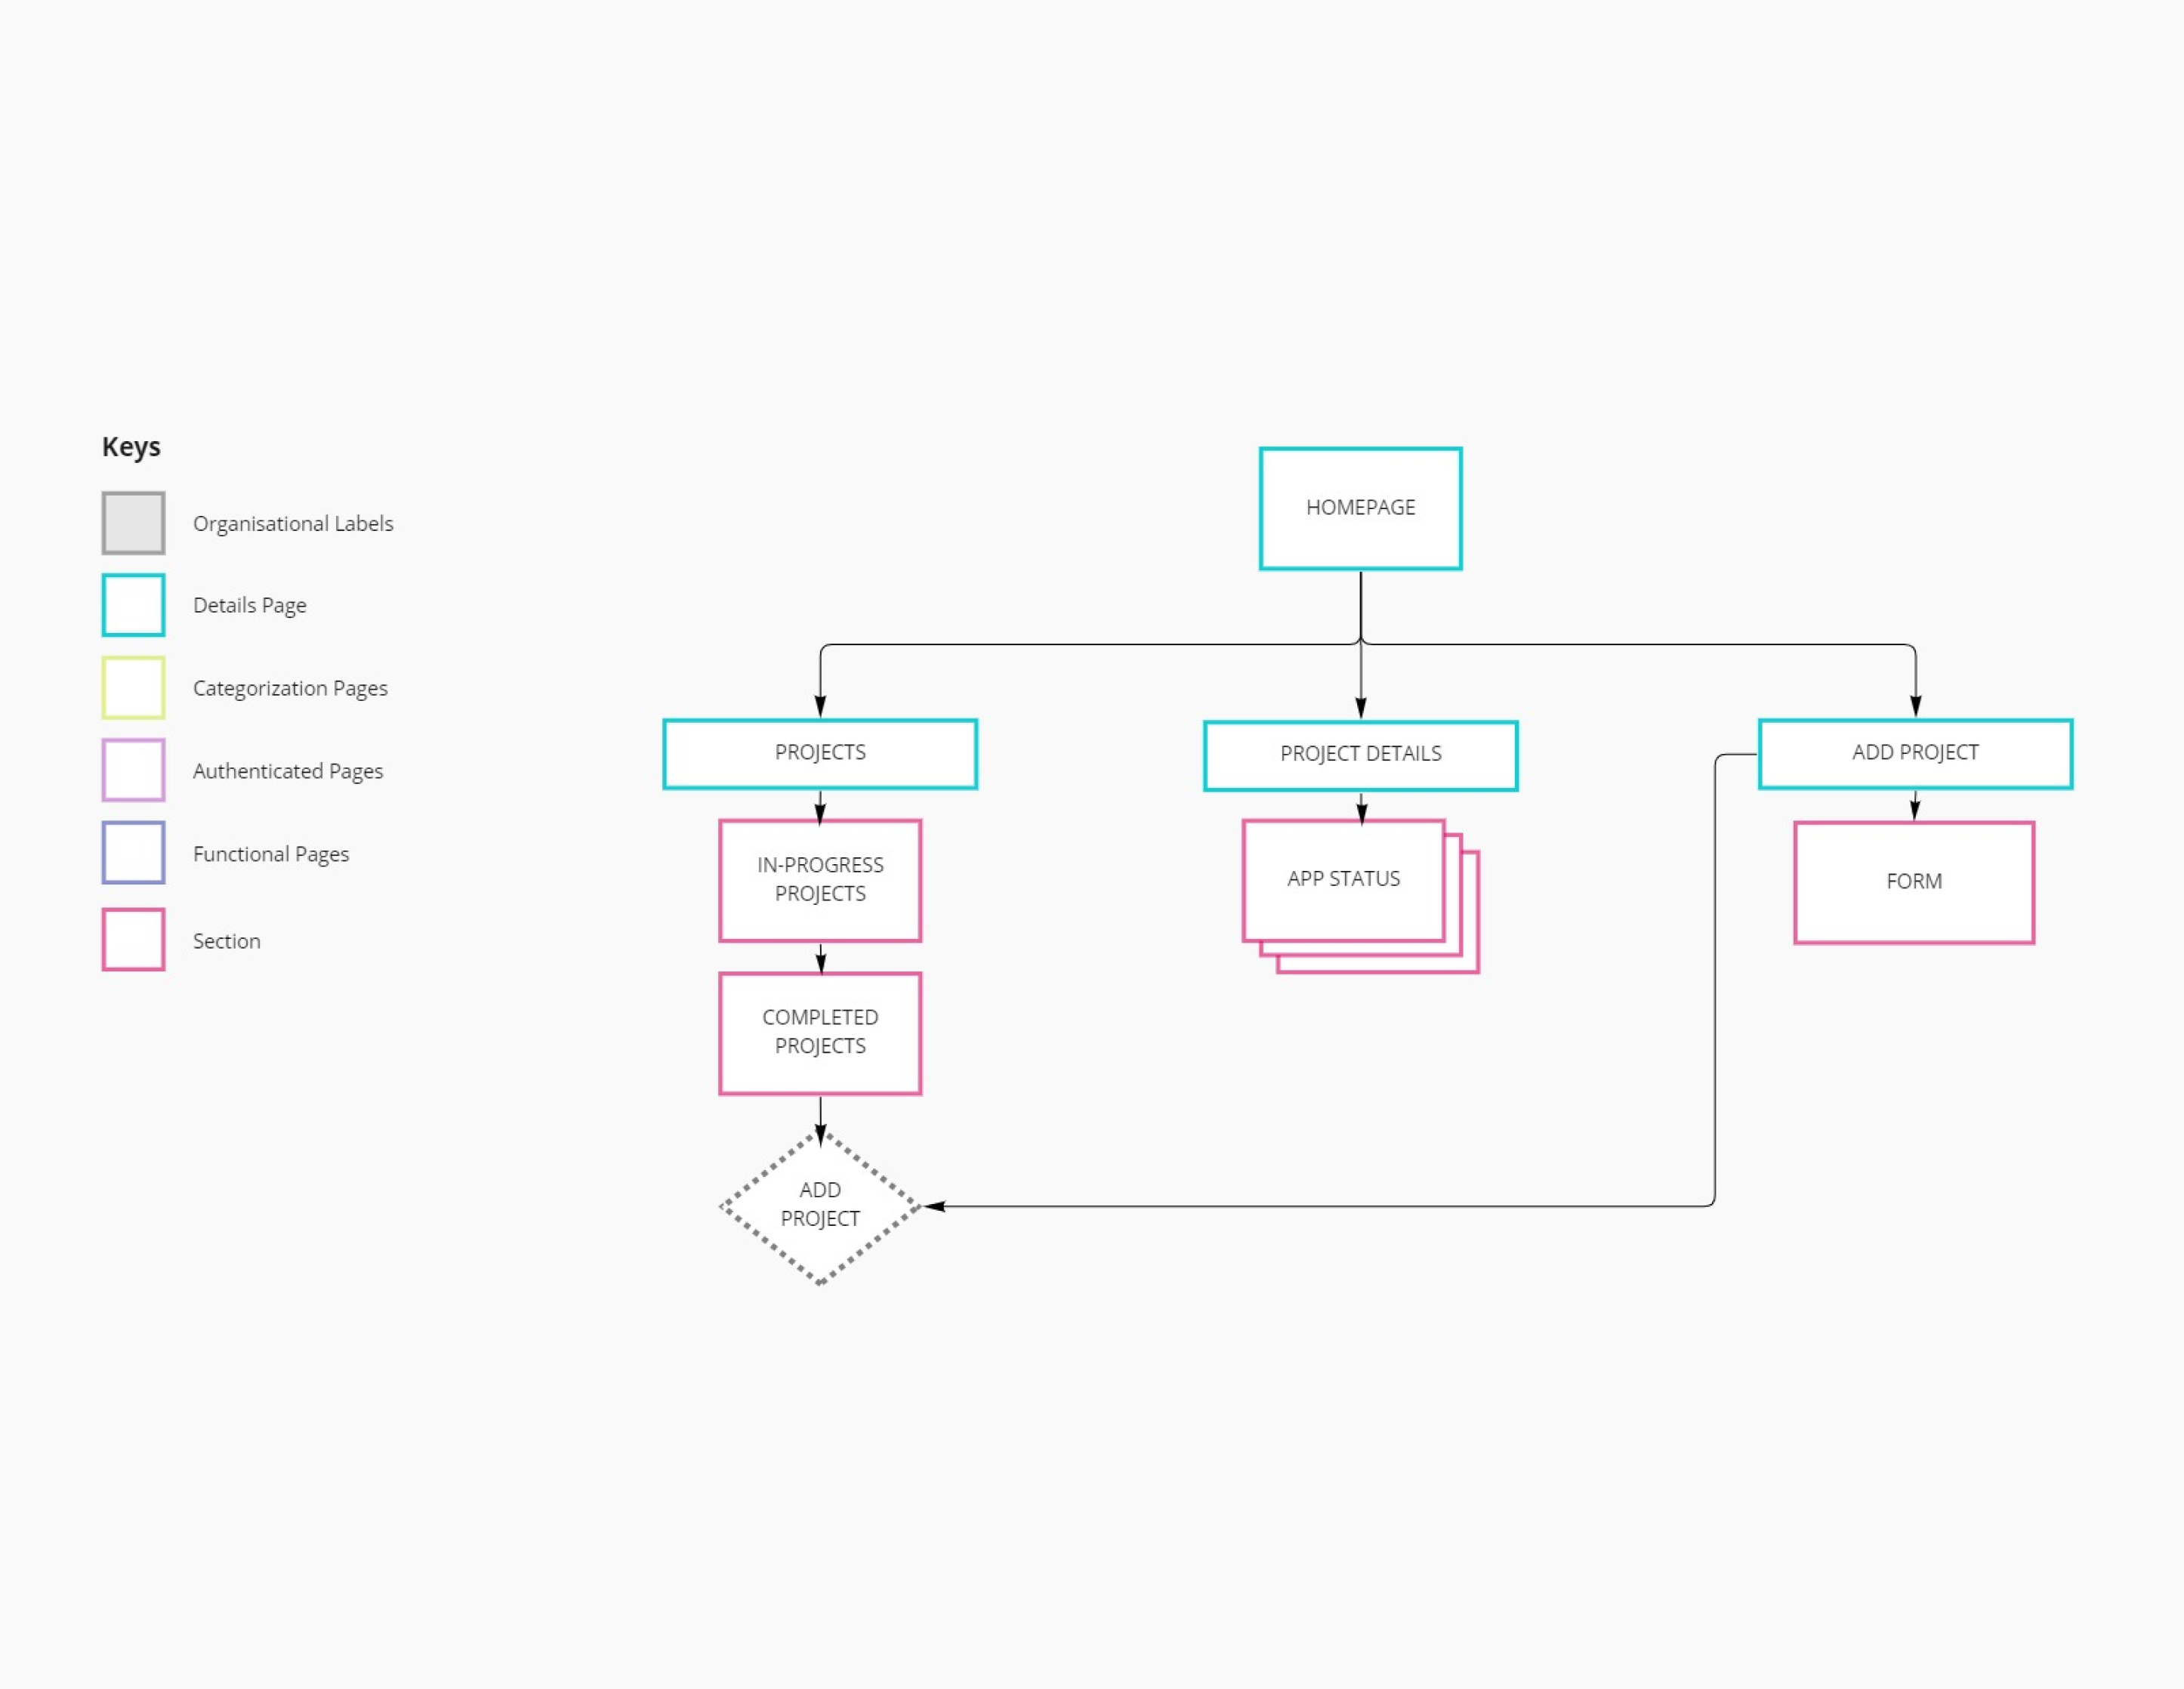 Keys
Organisational Labels
Details Page
Categorization Pages
Authenticated Pages
Functional Pages
Section
HOMEPAGE
PROJECTS
PROJECT DETAILS
ADD PROJECT
IN-PROGRESS
PROJECTS
APP STATUS
FORM
COMPLETED
PROJECTS
ADD
PROJECT